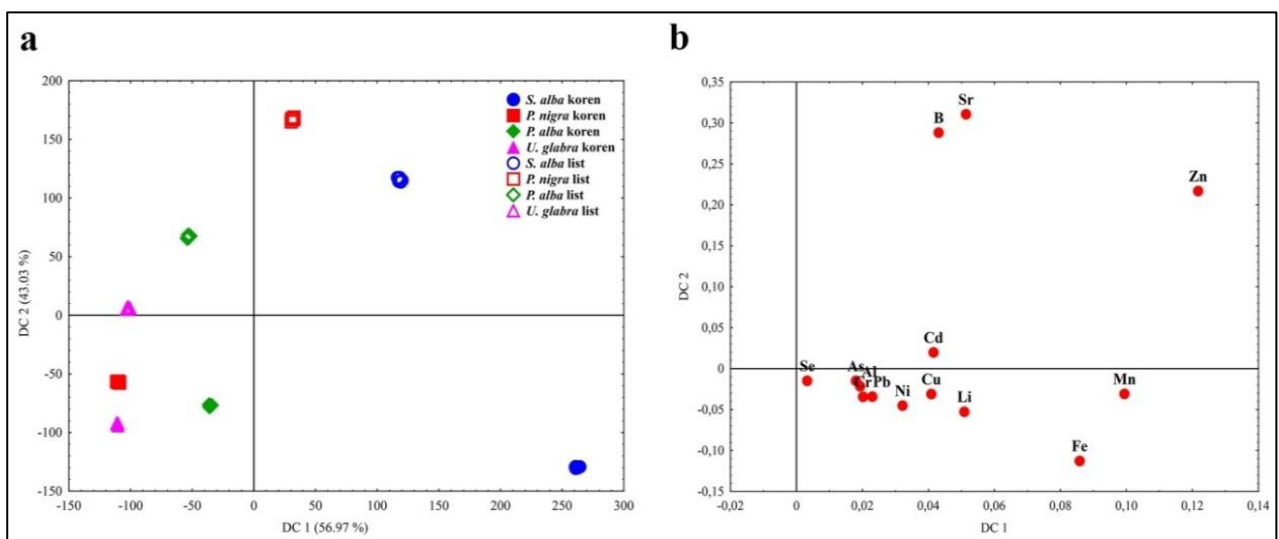 a
200
150
100
50
0
-50
-100
-150
-150
-100
-50
0
50
100
150
200
250
300
DC 2 (43.03 %)
DC 1 (56.97 %)
S. alba koren
P. nigra koren
P. alba koren
U. glabra koren
S. alba list
P. nigra list
P. alba list
U. glabra list
b
0,35
0,30
0,25
0,20
0,15
0,10
0,05
0,00
-0,05
-0,10
-0,15
-0,02
0
0,02
0,04
0,06
0,08
0,10
0,12
0,14
DC 2
DC 1
Sr
B
Zn
Cd
Se
As
Al
Cr
Pb
Ni
Cu
Li
Mn
Fe